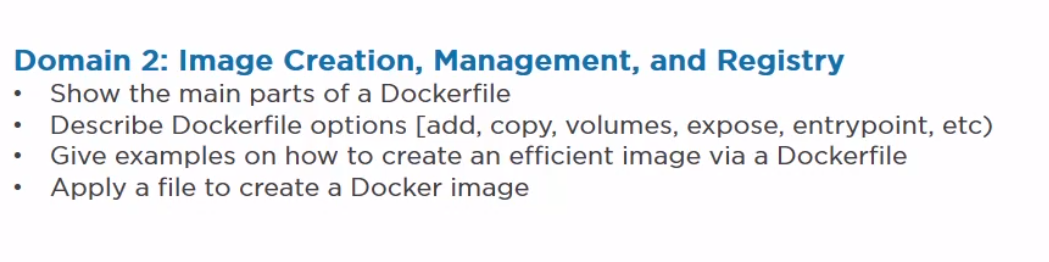 Domain 2: Image Creation, Management, and Registry
• Show the main parts of a Dockerfile
• Describe Dockerfile options [add, copy, volumes, expose, entrypoint, etc)
• Give examples on how to create an efficient image via a Dockerfile
• Apply a file to create a Docker image